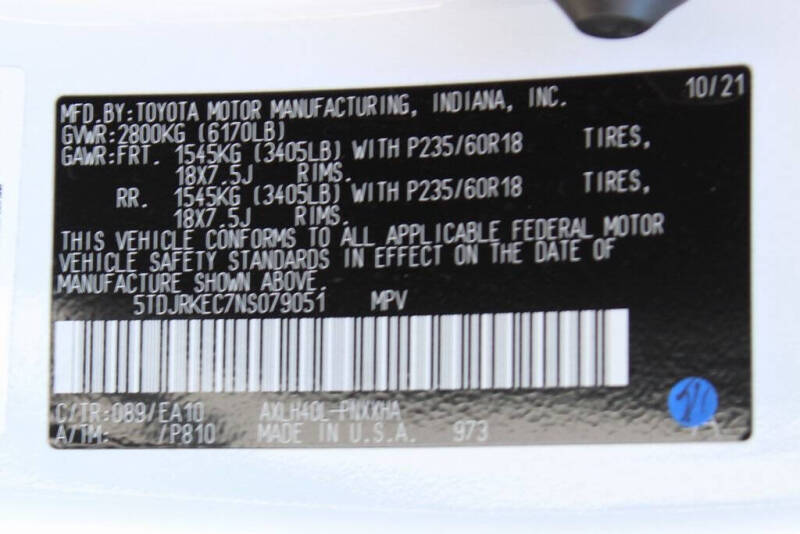 10/21
MFD.BY:TOYOTA MOTOR MANUFACTURING, INDIANA, INC.
GVWR:2800KG (6170LB)
GAWR:FRT. 1545KG (3405LB) WITH P235/60R18 TIRES,
18X7.5J RIMS.
RR. 1545KG (3405LB) WITH P235/60R18 TIRES,
18X7.5J RIMS.
THIS VEHICLE CONFORMS TO ALL APPLICABLE FEDERAL MOTOR
VEHICLE SAFETY STANDARDS IN EFFECT ON THE DATE OF
MANUFACTURE SHOWN ABOVE.
5TDJRKEC7NS079051 MPV
C/TR:089/EA10 AXLH40L-PNXXHA
A/TM: /P810 MADE IN U.S.A. 973